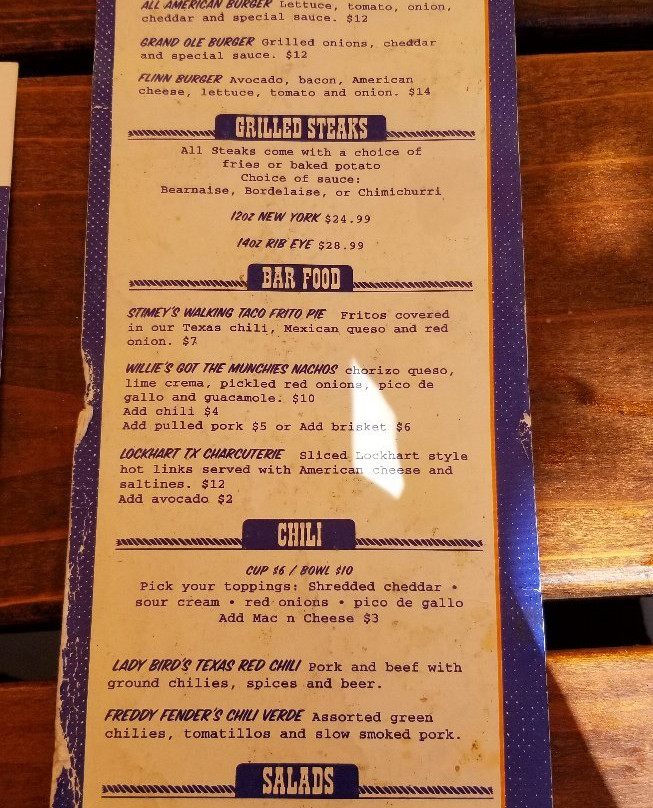 ALL AMERICAN BURGER Lettuce, tomato, onion,
cheddar and special sauce. $12
GRAND OLE BURGER Grilled onions, cheddar
and special sauce. $12
FLINN BURGER Avocado, bacon, American
cheese, lettuce, tomato and onion. $14
GRILLED STEAKS
All Steaks come with a choice of
fries or baked potato
Choice of sauce:
Bearnaise, Bordelaise, or Chimichurri
12OZ NEW YORK $24.99
14OZ RIB EYE $28.99
BAR FOOD
STIMEY'S WALKING TACO FRITO PIE Fritos covered
in our Texas chili, Mexican queso and red
onion. $7
WILLIE'S GOT THE MUNCHIES NACHOS chorizo queso,
lime crema, pickled red onions, pico de
gallo and guacamole. $10
Add chili $4
Add pulled pork $5 or Add brisket $6
LOCKHART TX CHARCUTERIE Sliced Lockhart style
hot links served with American cheese and
saltines. $12
Add avocado $2
CHILI
CUP $6 / BOWL $10
Pick your toppings: Shredded cheddar •
sour cream • red onions • pico de gallo
Add Mac n Cheese $3
LADY BIRD'S TEXAS RED CHILI Pork and beef with
ground chilies, spices and beer.
FREDDY FENDER'S CHILI VERDE Assorted green
chilies, tomatillos and slow smoked pork.
SALADS